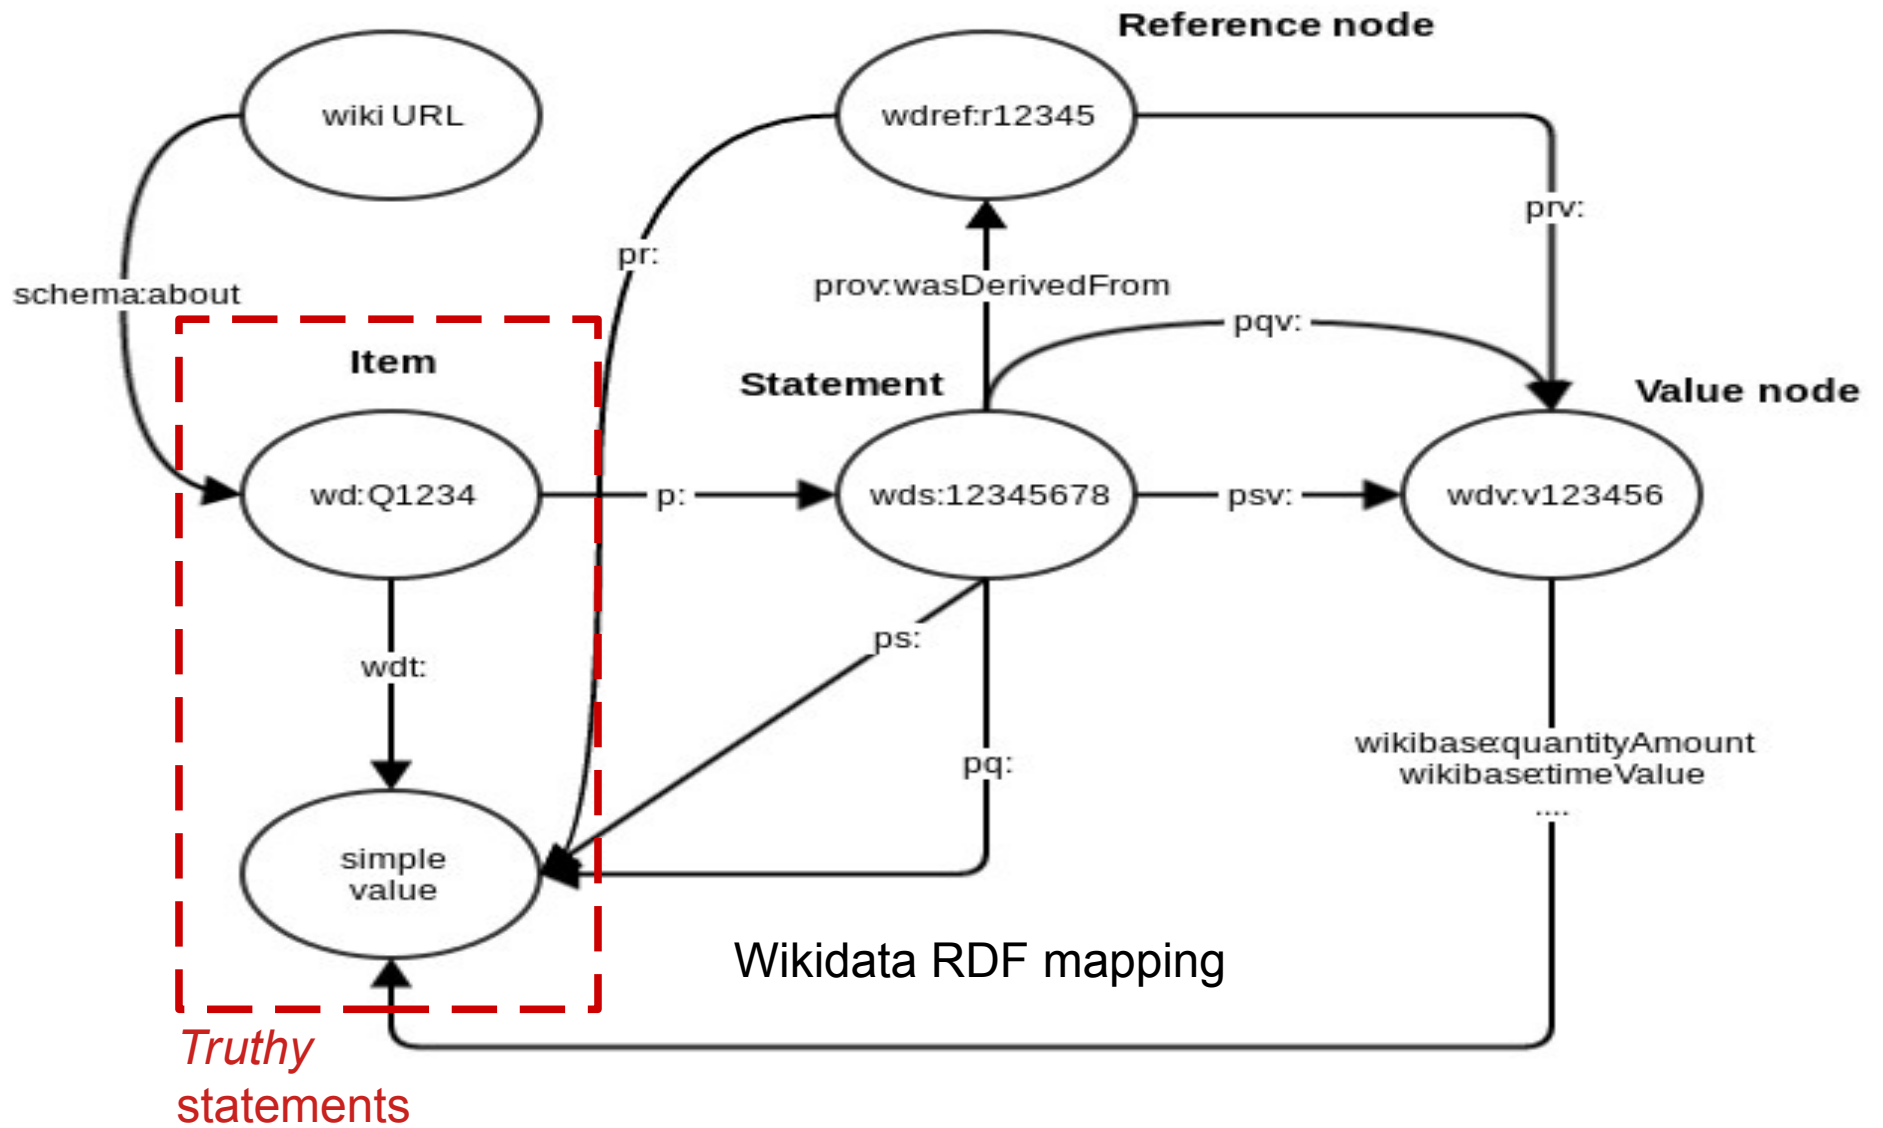 Reference node
wiki URL
wdref:r12345
prv:
pr:
prov:wasDerivedFrom
schema:about
pqv:
Item
Statement
Value node
wd:Q1234
p:
wds:12345678
psv:
wdv:v123456
ps:
wdt:
pq:
wikibase:quantityAmount
wikibase:timeValue
....
simple
value
Wikidata RDF mapping
Truthy
statements